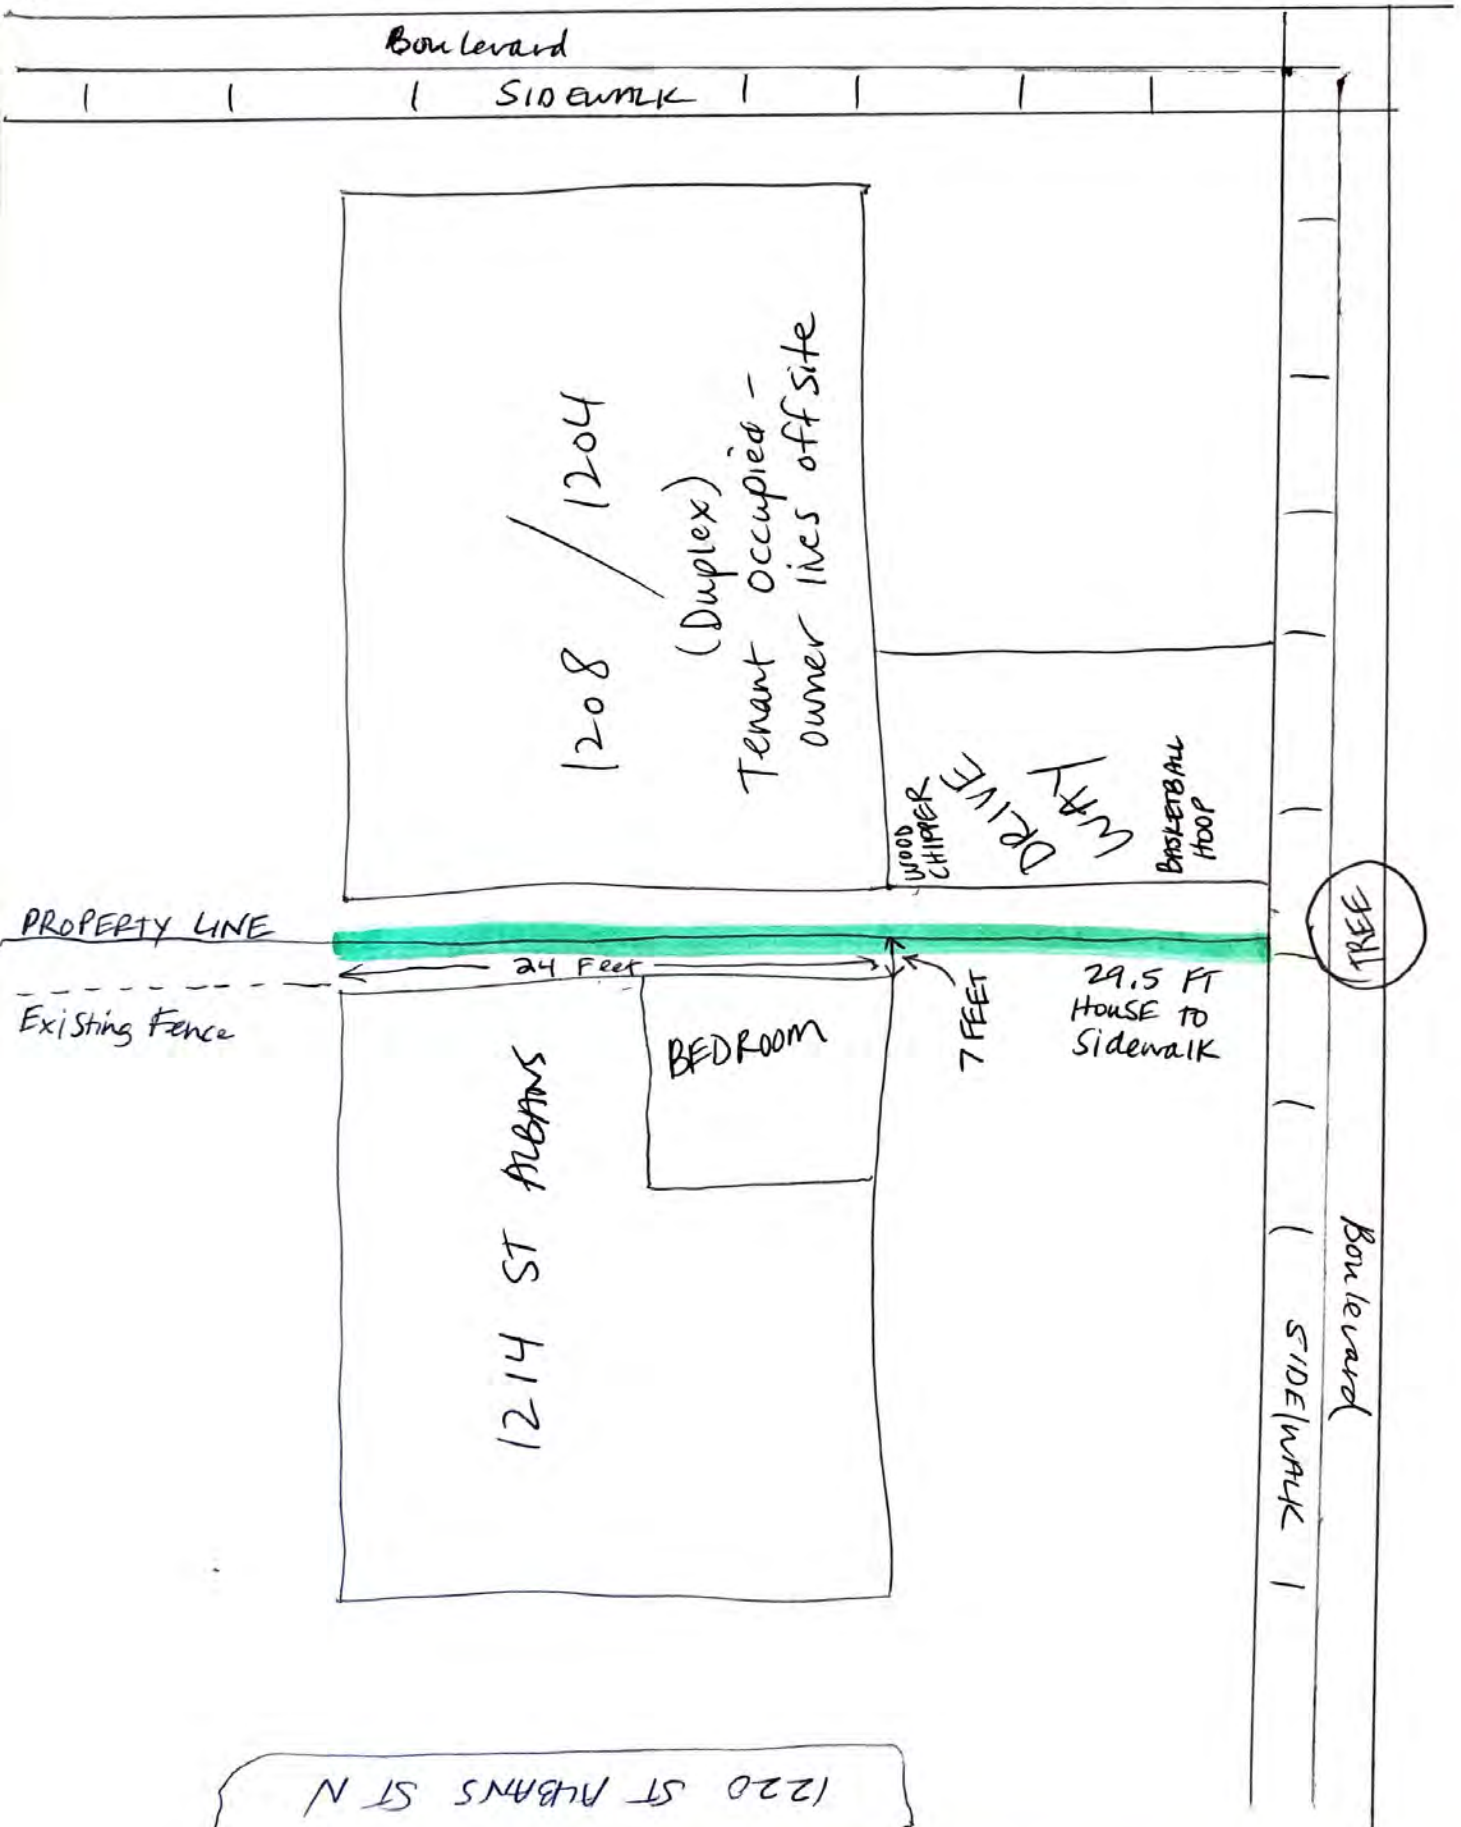 Boulevard
SIDEWALK
1208 / 1204
(Duplex)
Tenant occupied -
owner lives off site
WOOD
CHIPPER
DRIVE
WAY
BASKETBALL
HOOP
PROPERTY LINE
TREE
24 Feet
Existing Fence
7 FEET
29.5 FT
HOUSE TO
Sidewalk
BEDROOM
1214 ST ALBANS
Boulevard
SIDEWALK
1220 ST ALBANS ST N